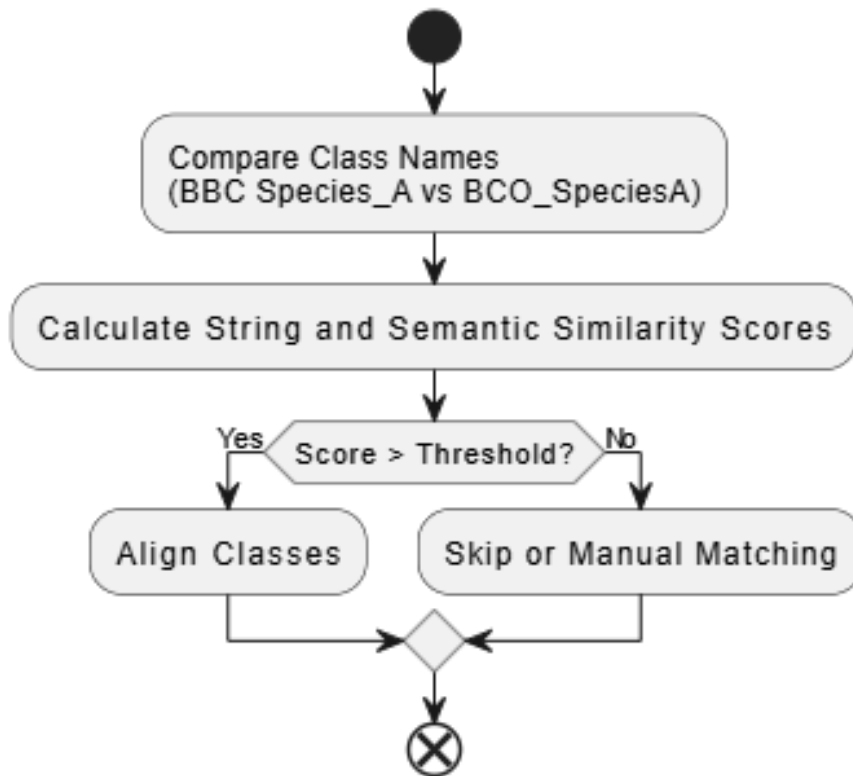 Compare Class Names
(BBC Species_A vs BCO_SpeciesA)
Calculate String and Semantic Similarity Scores
Yes
Score > Threshold?
No
Align Classes
Skip or Manual Matching